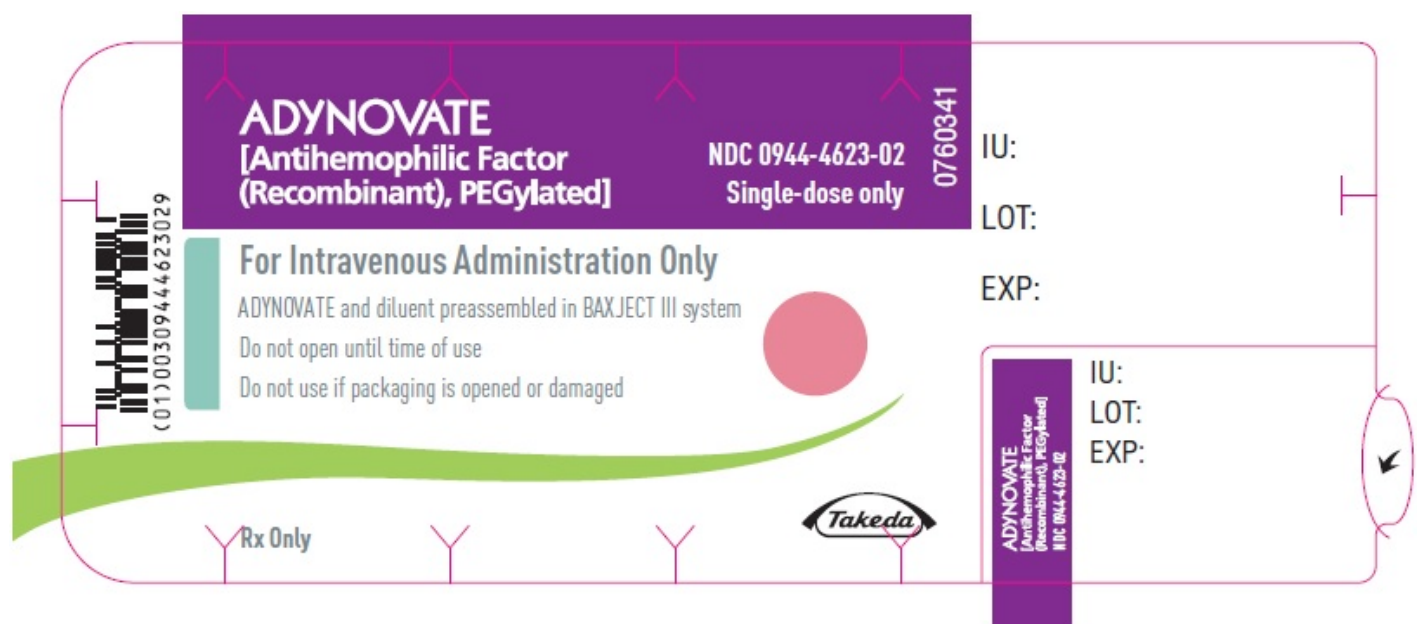 ADYNOVATE
[Antihemophilic Factor
(Recombinant), PEGylated]
NDC 0944-4623-02
Single-dose only
0760341
(01)00309444623029
For Intravenous Administration Only
ADYNOVATE and diluent preassembled in BAXJECT III system
Do not open until time of use
Do not use if packaging is opened or damaged
Rx Only
Takeda
IU:
LOT:
EXP:
ADYNOVATE
[Antihemophilic Factor
(Recombinant), PEGylated]
NDC 0944-4623-02
IU:
LOT:
EXP: